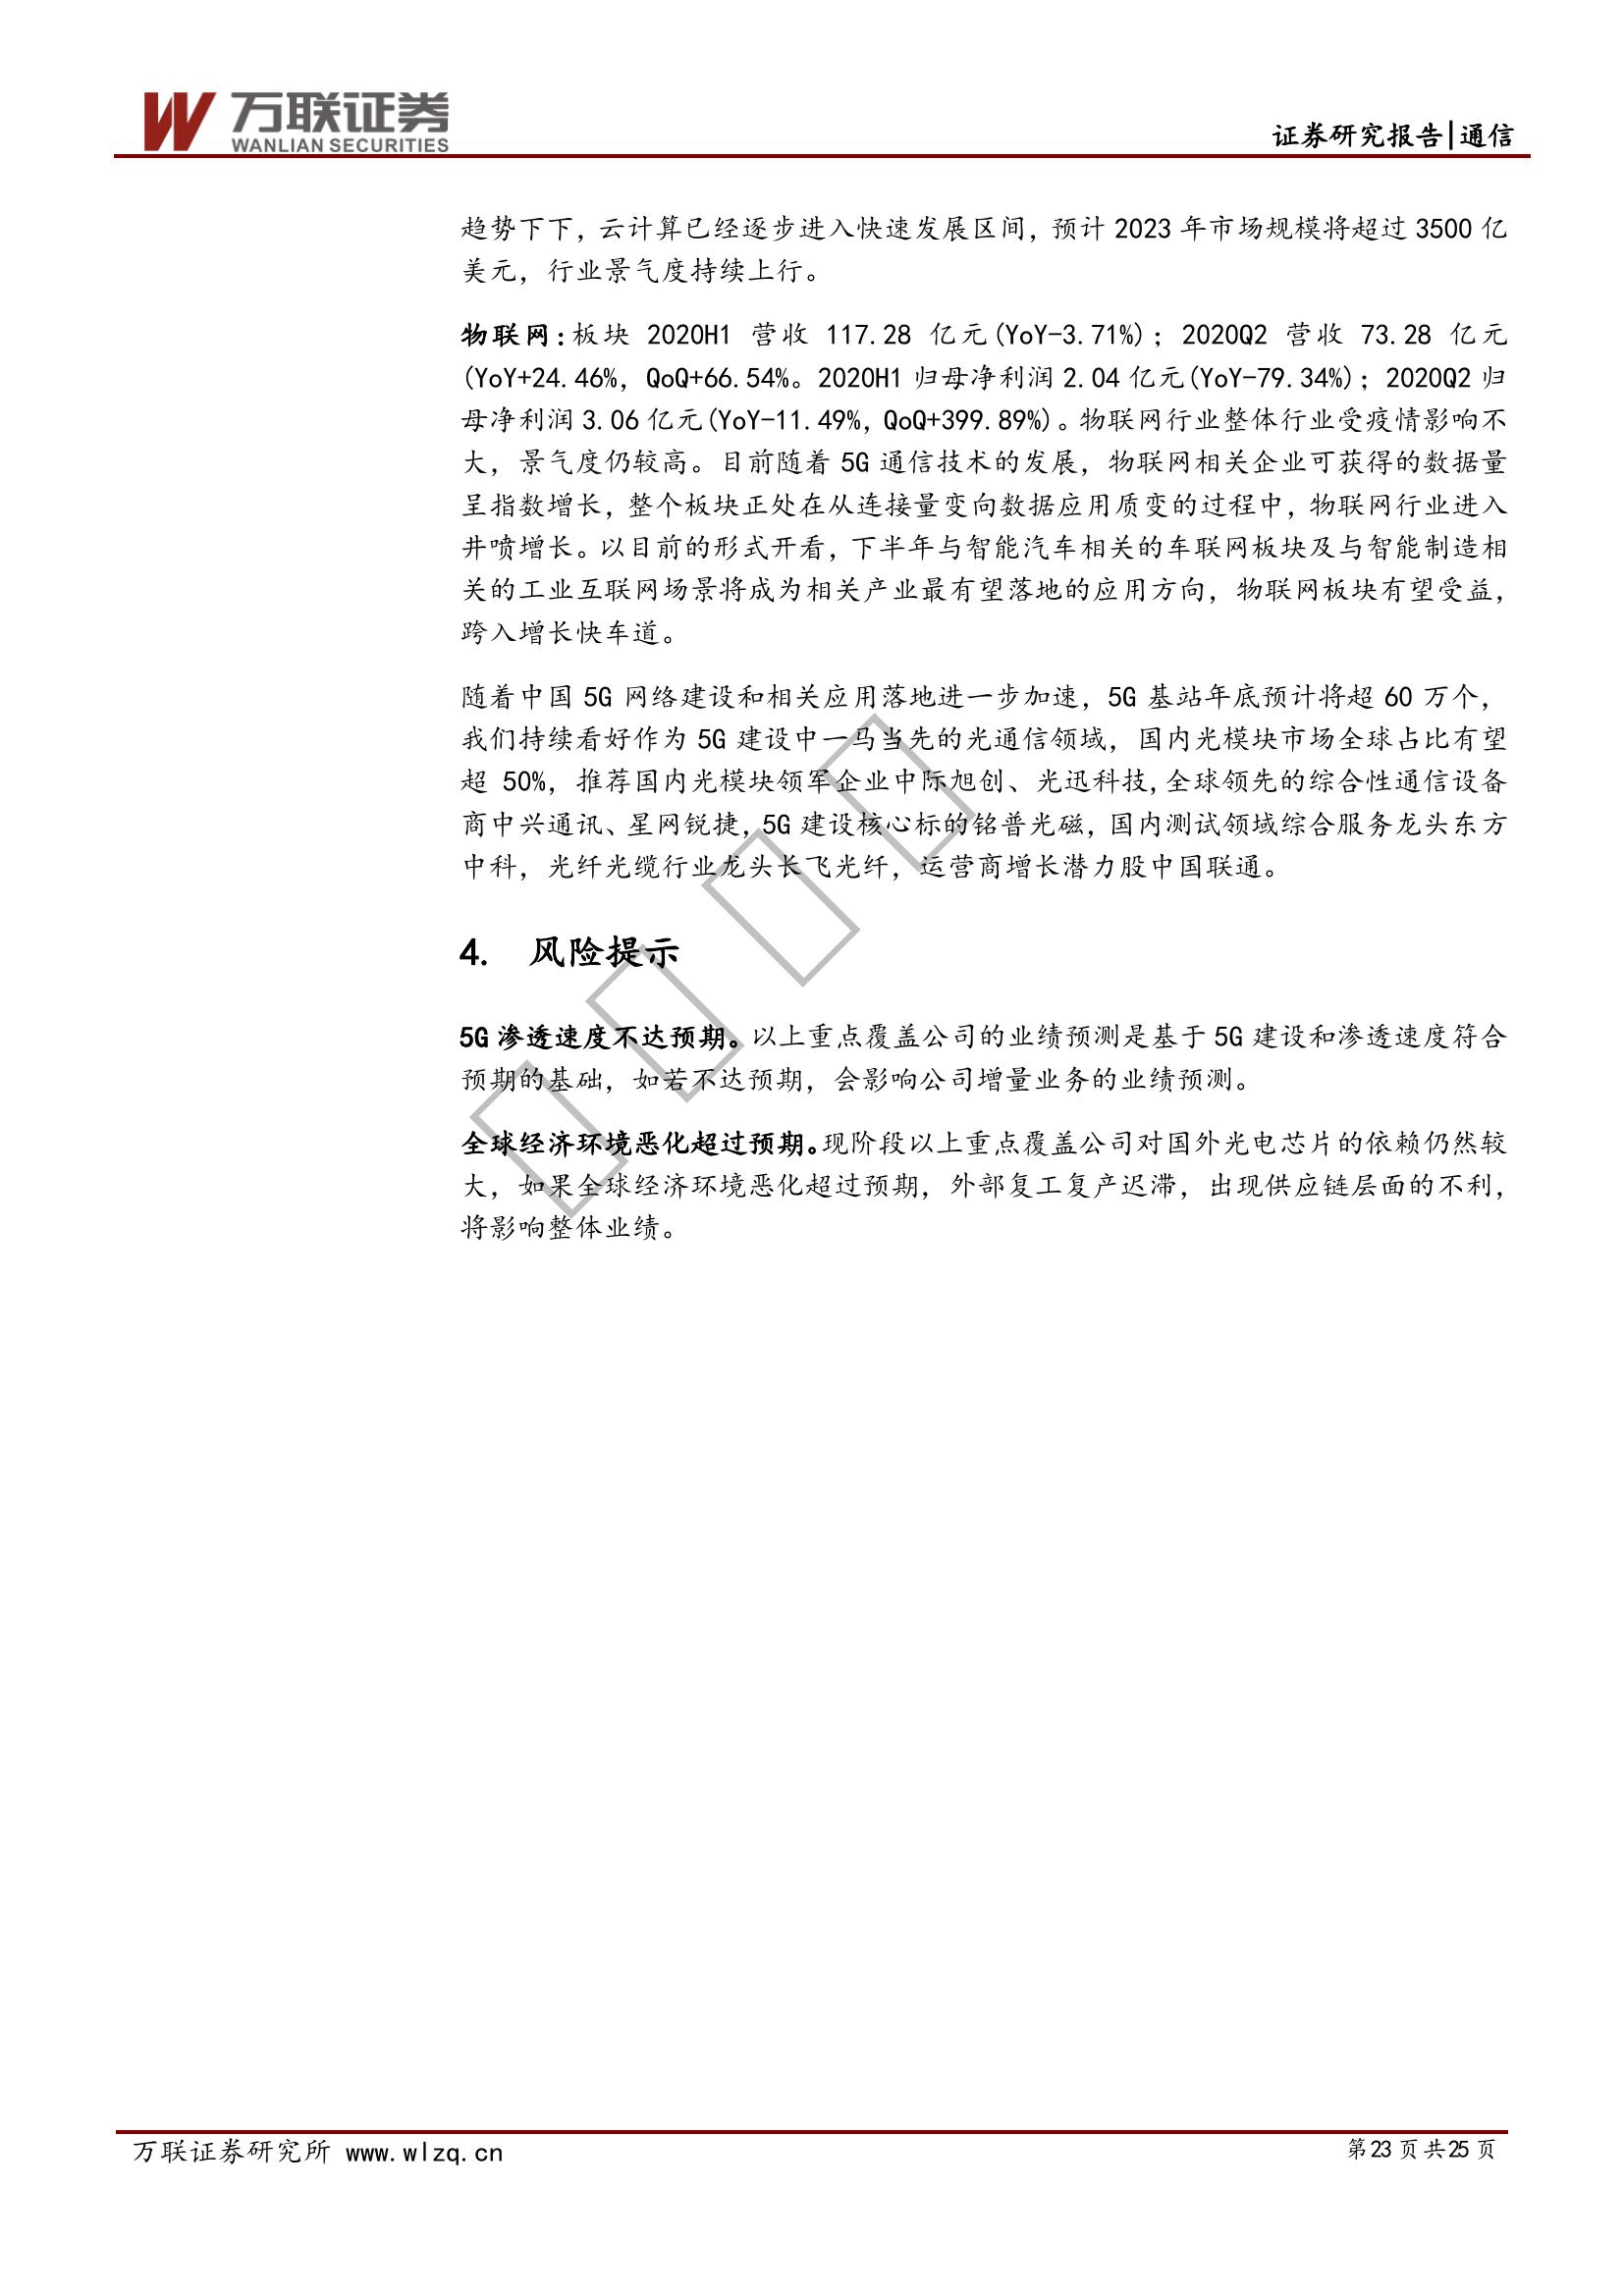 万联证券
WANLIAN SECURITIES
证券研究报告|通信
趋势下下，云计算已经逐步进入快速发展区间，预计 2023 年市场规模将超过 3500 亿
美元，行业景气度持续上行。
物联网：板块 2020H1 营收 117.28 亿元(YoY-3.71%)；2020Q2 营收 73.28 亿元
(YoY+24.46%，QoQ+66.54%。2020H1 归母净利润 2.04 亿元(YoY-79.34%)；2020Q2 归
母净利润 3.06 亿元(YoY-11.49%，QoQ+399.89%)。物联网行业整体行业受疫情影响不
大，景气度仍较高。目前随着 5G 通信技术的发展，物联网相关企业可获得的数据量
呈指数增长，整个板块正处在从连接量变向数据应用质变的过程中，物联网行业进入
井喷增长。以目前的形式开看，下半年与智能汽车相关的车联网板块及与智能制造相
关的工业互联网场景将成为相关产业最有望落地的应用方向，物联网板块有望受益，
跨入增长快车道。
随着中国 5G 网络建设和相关应用落地进一步加速，5G 基站年底预计将超 60 万个，
我们持续看好作为 5G 建设中一马当先的光通信领域，国内光模块市场全球占比有望
超 50%，推荐国内光模块领军企业中际旭创、光迅科技，全球领先的综合性通信设备
商中兴通讯、星网锐捷，5G 建设核心标的铭普光磁，国内测试领域综合服务龙头东方
中科，光纤光缆行业龙头长飞光纤，运营商增长潜力股中国联通。
4. 风险提示
5G 渗透速度不达预期。以上重点覆盖公司的业绩预测是基于 5G 建设和渗透速度符合
预期的基础，如若不达预期，会影响公司增量业务的业绩预测。
全球经济环境恶化超过预期。现阶段以上重点覆盖公司对国外光电芯片的依赖仍然较
大，如果全球经济环境恶化超过预期，外部复工复产迟滞，出现供应链层面的不利，
将影响整体业绩。
万联证券研究所 www.wlzq.cn
第23 页共25 页